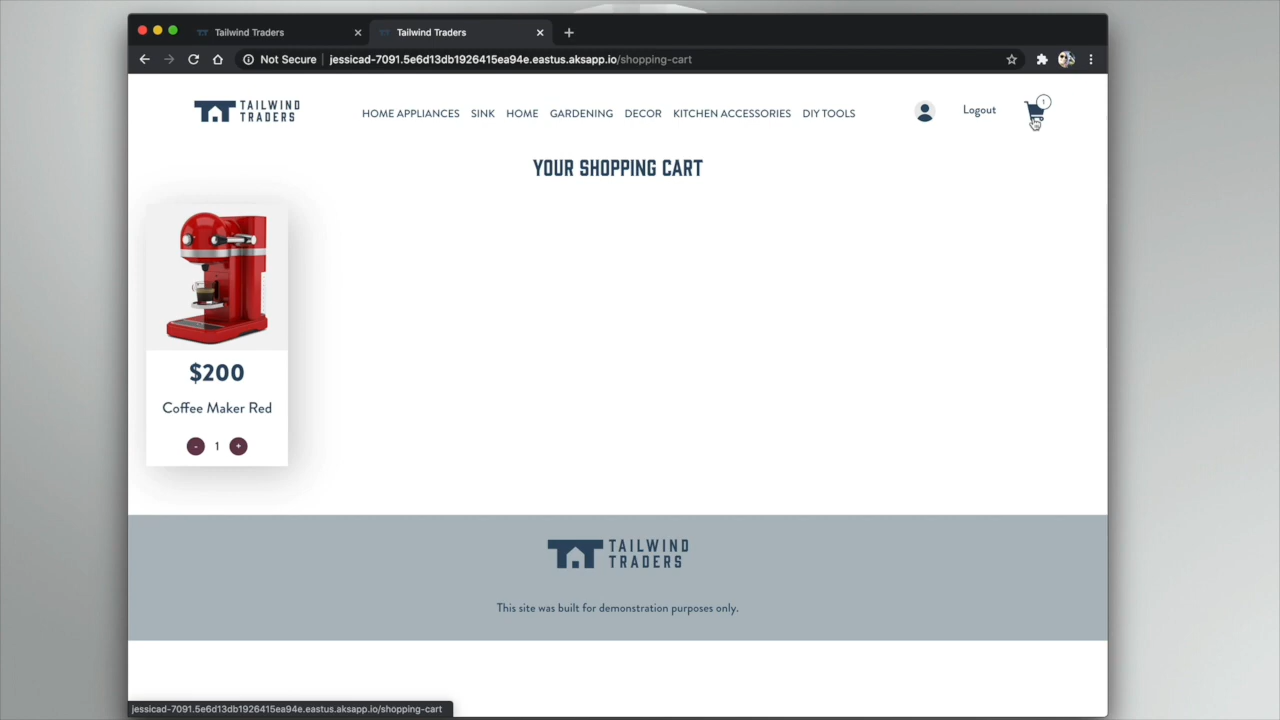 Tailwind Traders
Tailwind Traders
Not Secure
jessicad-7091.5e6d13db1926415ea94e.eastus.aksapp.io/shopping-cart
TAILWIND
TRADERS
HOME APPLIANCES
SINK
HOME
GARDENING
DECOR
KITCHEN ACCESSORIES
DIY TOOLS
Logout
1
YOUR SHOPPING CART
$200
Coffee Maker Red
- 1 +
TAILWIND
TRADERS
This site was built for demonstration purposes only.
jessicad-7091.5e6d13db1926415ea94e.eastus.aksapp.io/shopping-cart